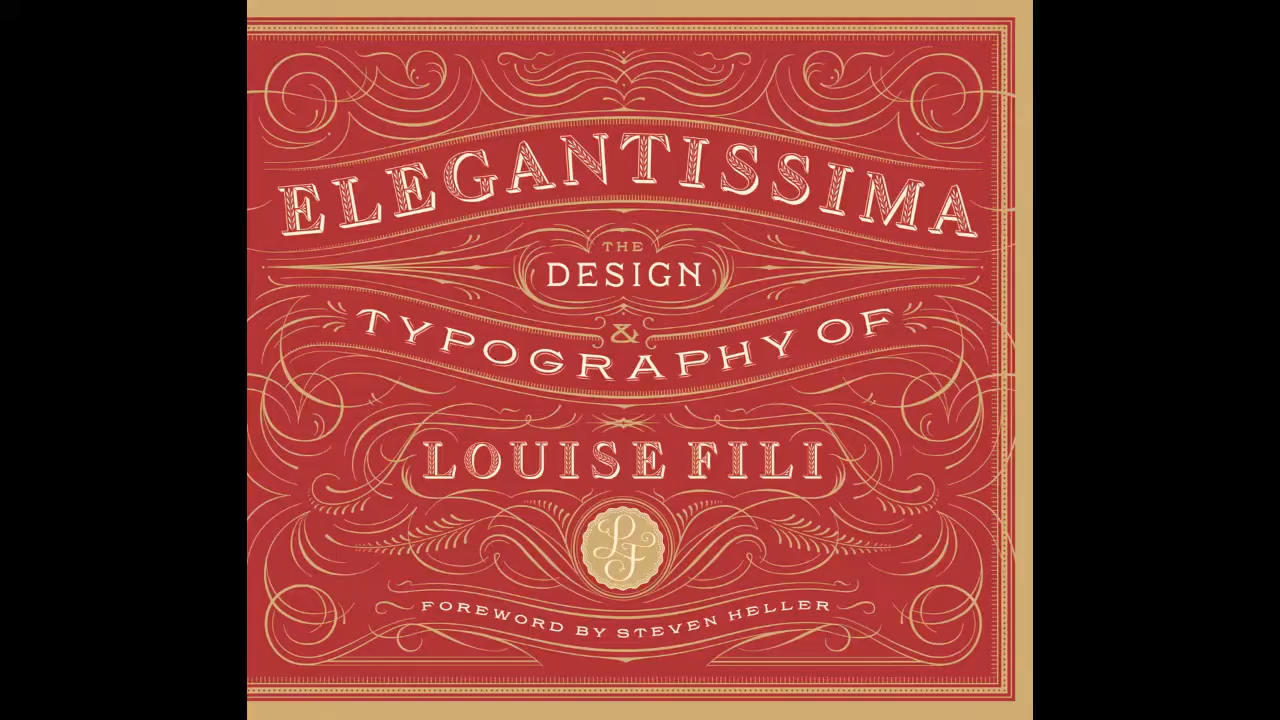 ELEGANTISSIMA
THE
DESIGN
&
TYPOGRAPHY OF
LOUISE FILI
LF
FOREWORD BY STEVEN HELLER